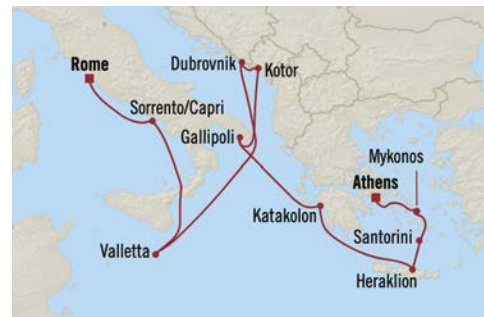 Rome
Dubrovnik
Kotor
Sorrento/Capri
Gallipoli
Mykonos
Athens
Katakolon
Santorini
Valletta
Heraklion